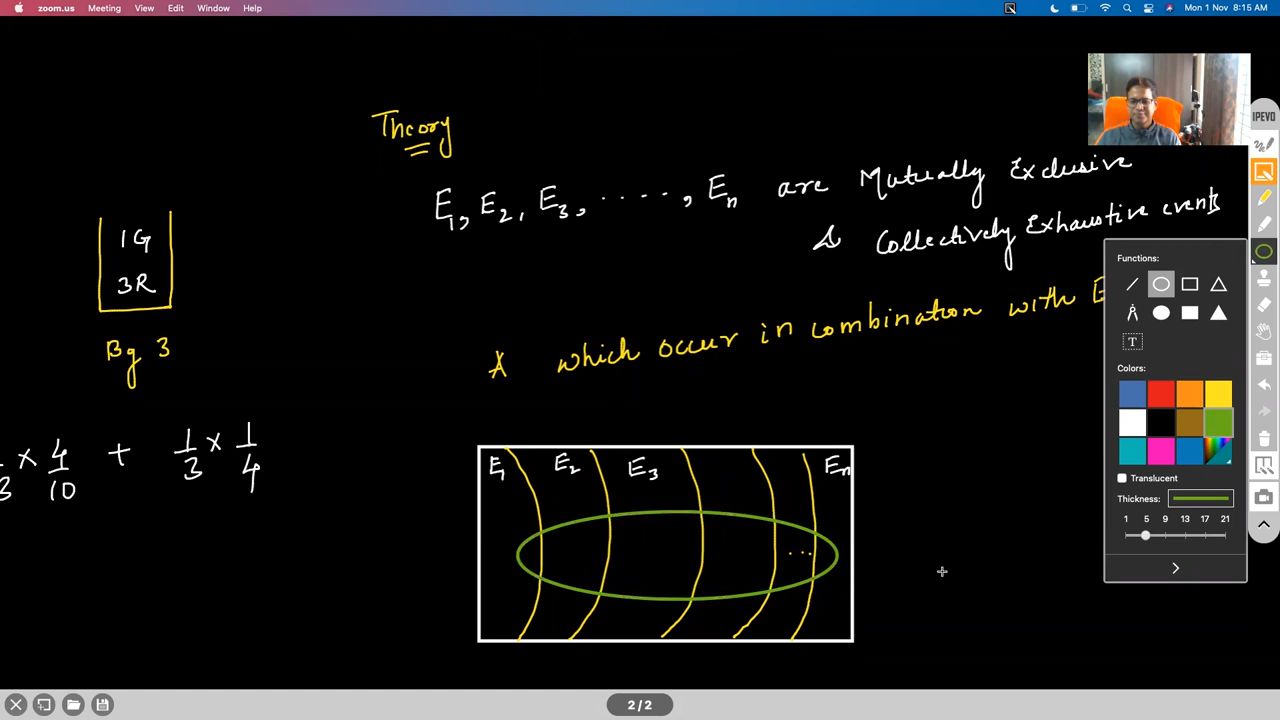 zoom.us Meeting View Edit Window Help Mon 1 Nov 8:15 AM
IPEVO
Theory
E1, E2, E3, ....., En are Mutually Exclusive
& Collectively Exhaustive events
A which occur in combination with E
1G
3R
Bg 3
3 × 4/10 + 1/3 × 1/4
E1 E2 E3 En
...
Functions:
T
Colors:
Translucent
Thickness:
1 5 9 13 17 21
2 / 2